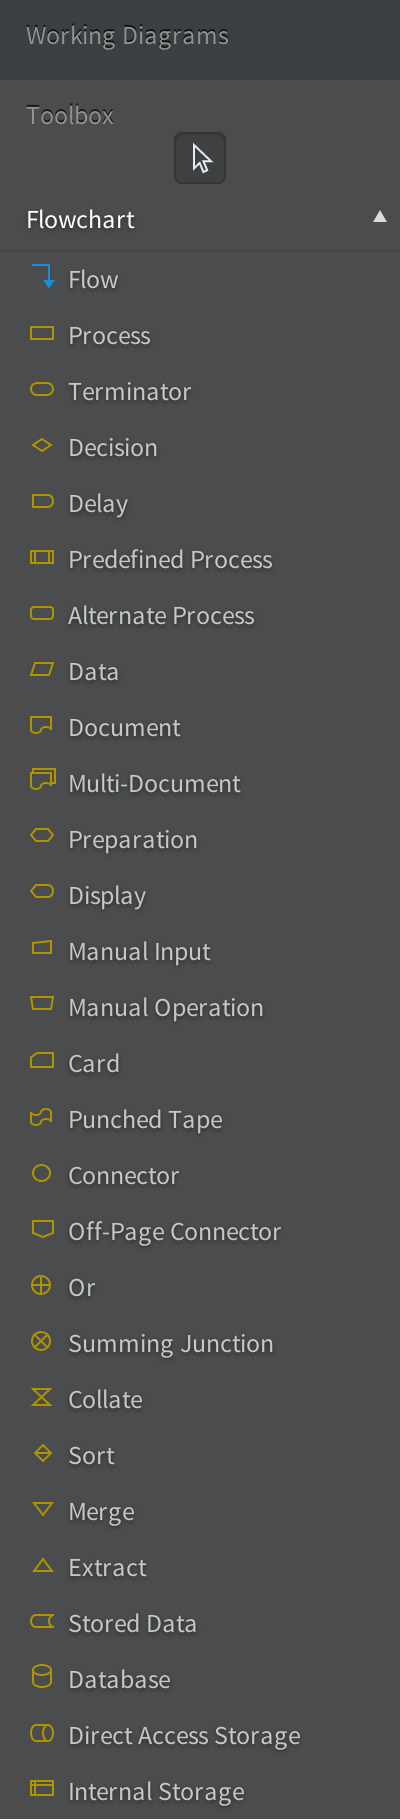 Working Diagrams
Toolbox
Flowchart
Flow
Process
Terminator
Decision
Delay
Predefined Process
Alternate Process
Data
Document
Multi-Document
Preparation
Display
Manual Input
Manual Operation
Card
Punched Tape
Connector
Off-Page Connector
Or
Summing Junction
Collate
Sort
Merge
Extract
Stored Data
Database
Direct Access Storage
Internal Storage